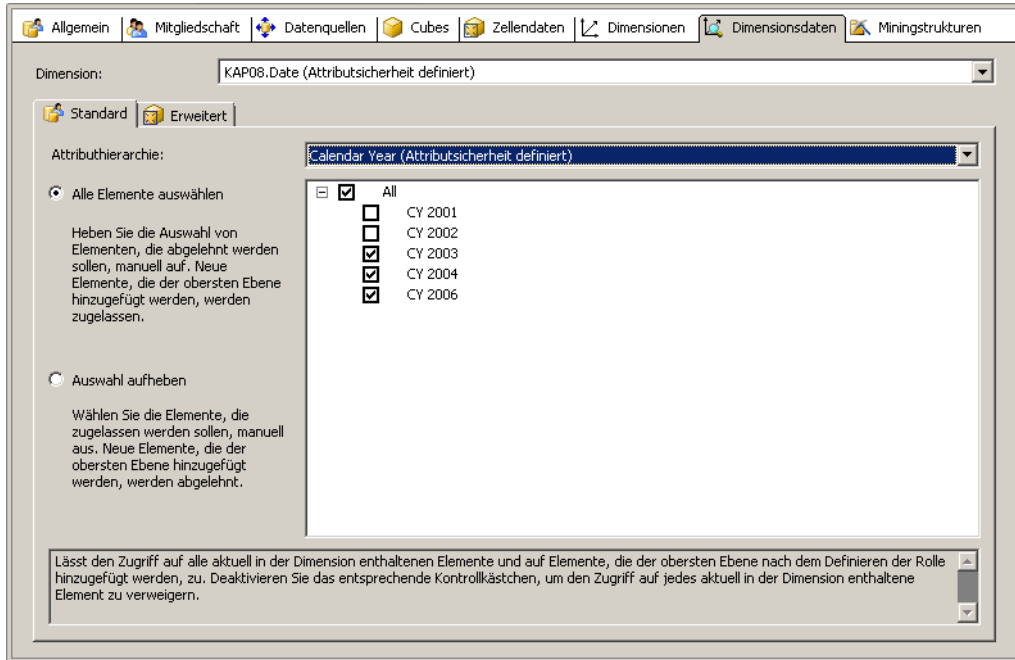 Allgemein Mitgliedschaft Datenquellen Cubes Zellendaten Dimensionen Dimensionsdaten Miningstrukturen
Dimension: KAP08.Date (Attributsicherheit definiert)
Standard Erweitert
Attributhierarchie: Calendar Year (Attributsicherheit definiert)
Alle Elemente auswählen
Heben Sie die Auswahl von
Elementen, die abgelehnt werden
sollen, manuell auf. Neue
Elemente, die der obersten Ebene
hinzugefügt werden, werden
zugelassen.
Auswahl aufheben
Wählen Sie die Elemente, die
zugelassen werden sollen, manuell
aus. Neue Elemente, die der
obersten Ebene hinzugefügt
werden, werden abgelehnt.
All
CY 2001
CY 2002
CY 2003
CY 2004
CY 2006
Lässt den Zugriff auf alle aktuell in der Dimension enthaltenen Elemente und auf Elemente, die der obersten Ebene nach dem Definieren der Rolle
hinzugefügt werden, zu. Deaktivieren Sie das entsprechende Kontrollkästchen, um den Zugriff auf jedes aktuell in der Dimension enthaltene
Element zu verweigern.